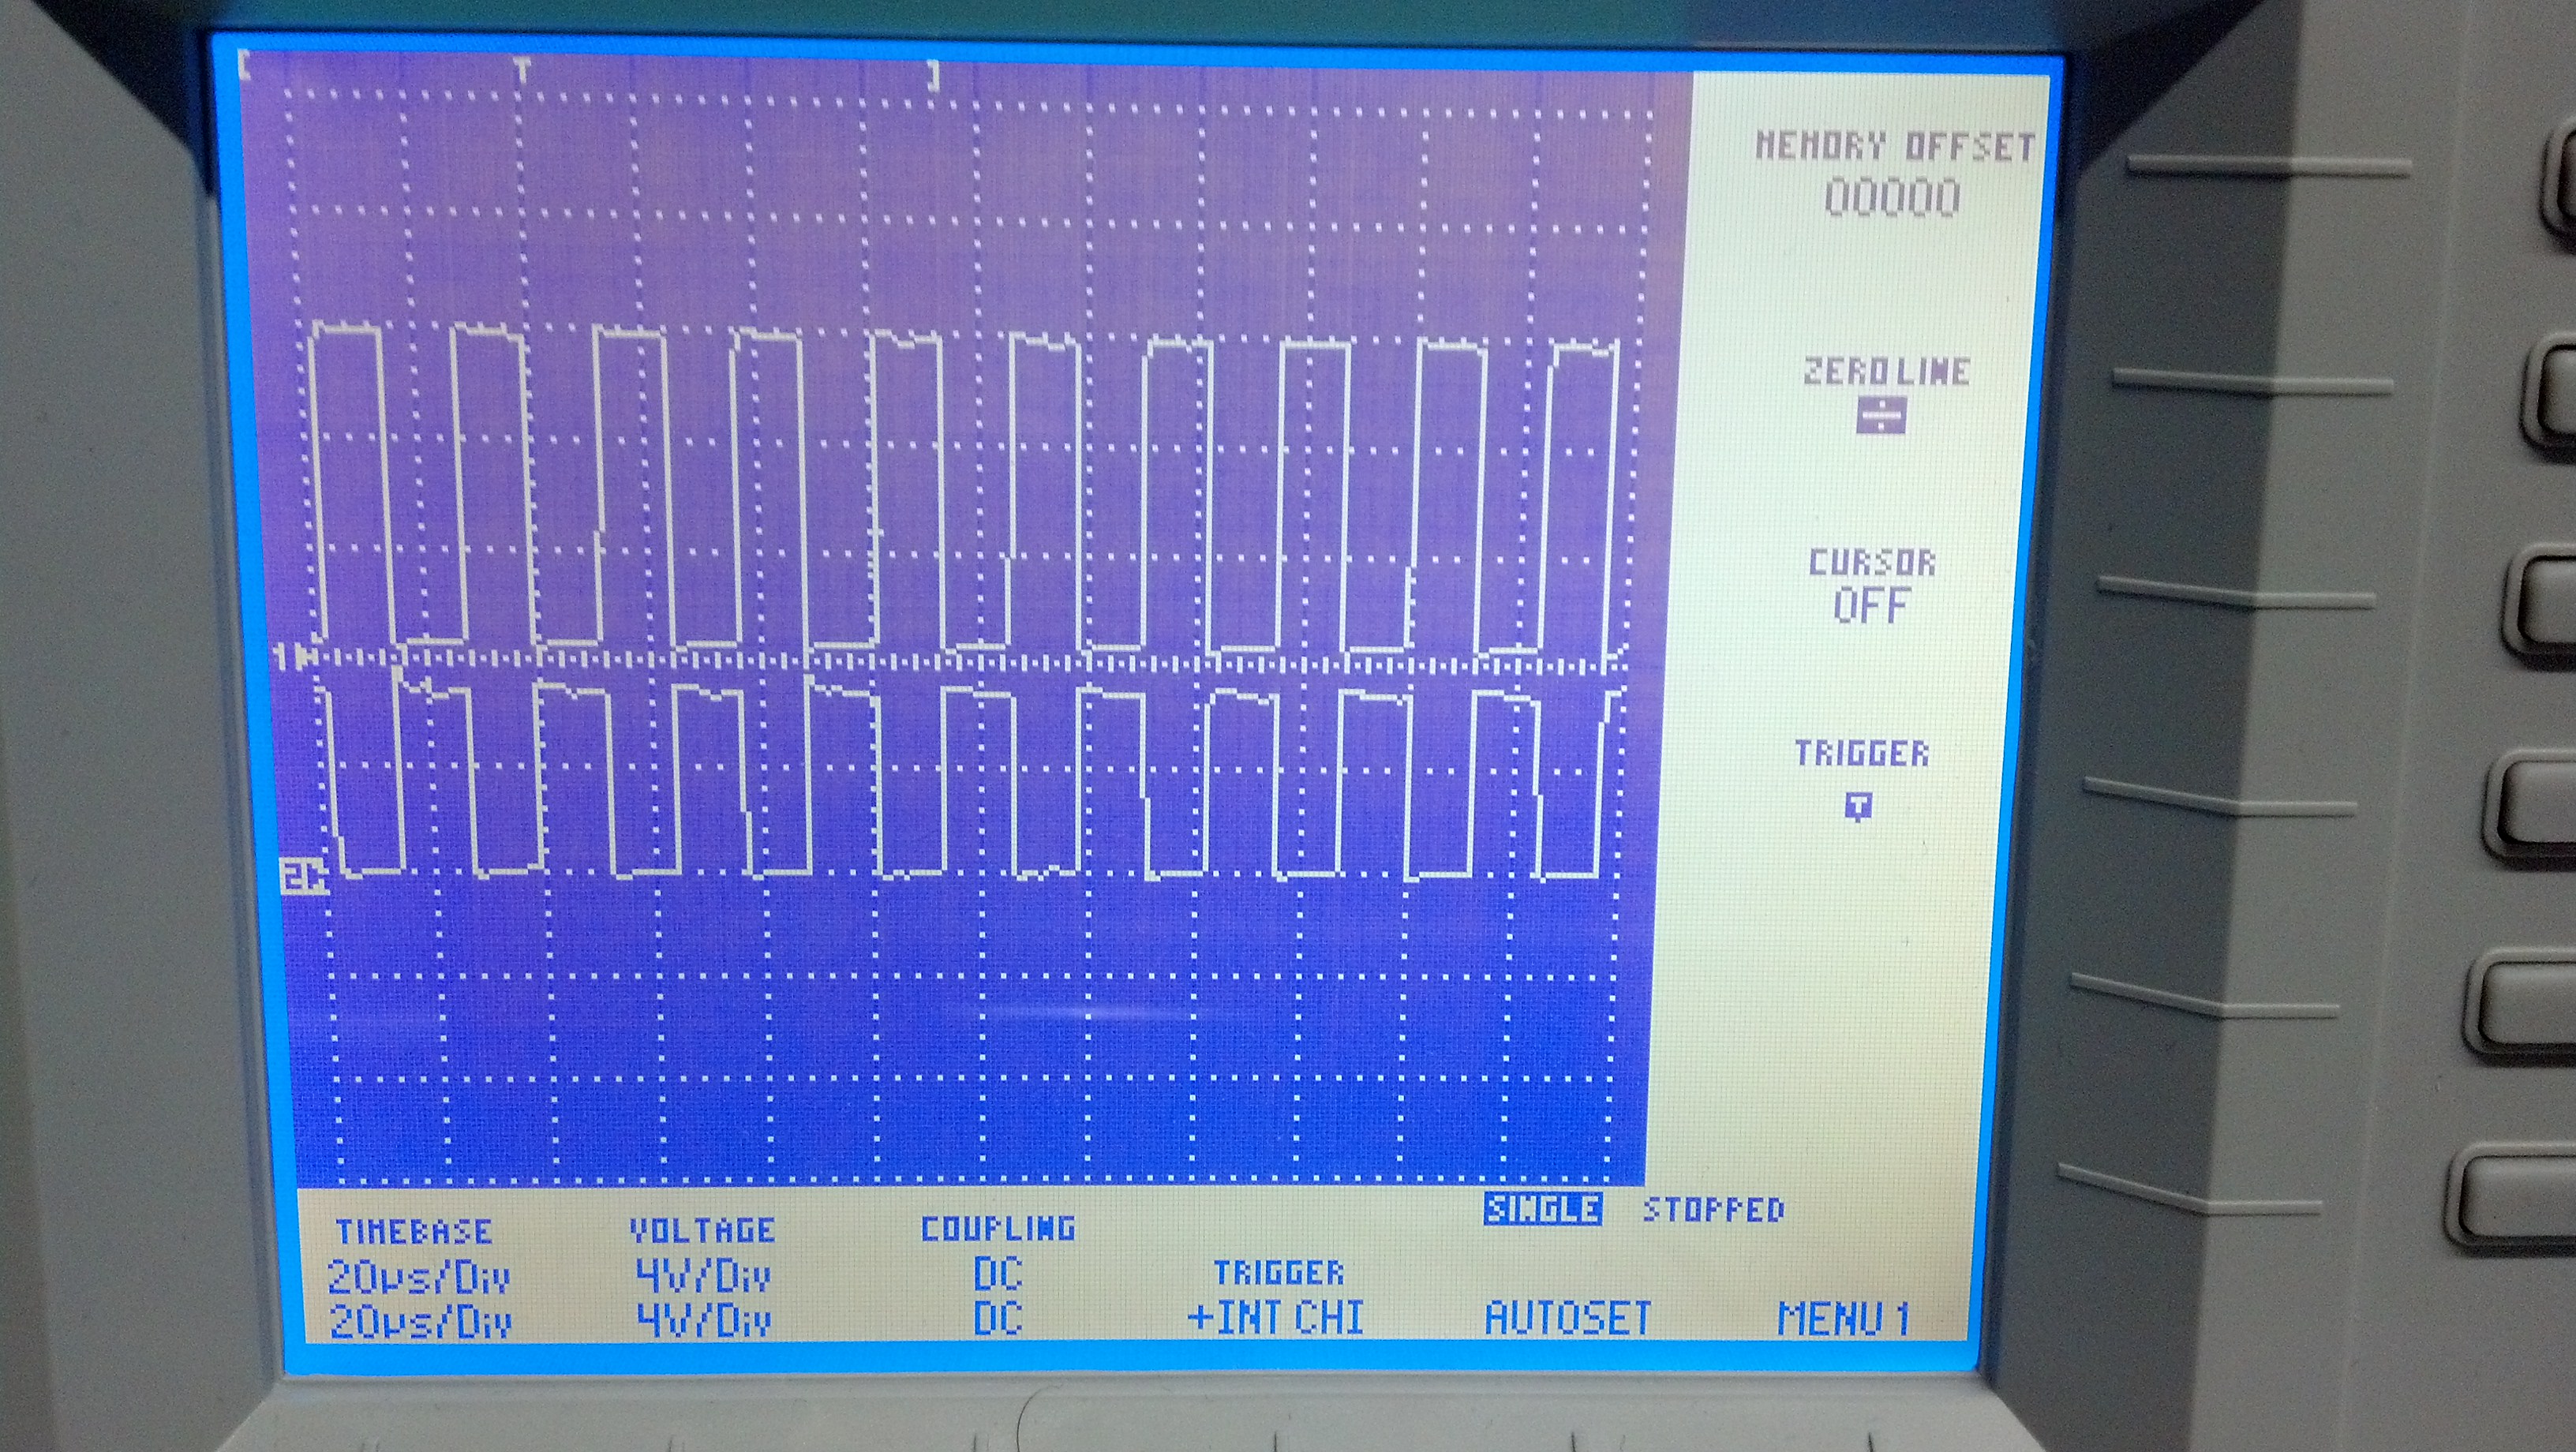 [ T ]
MEMORY OFFSET
00000
ZERO LINE
CURSOR
OFF
TRIGGER
T
1
2
SINGLE STOPPED
TIMEBASE VOLTAGE COUPLING
20µs/Div 4V/Div DC TRIGGER
20µs/Div 4V/Div DC +INT CHI AUTOSET MENU 1